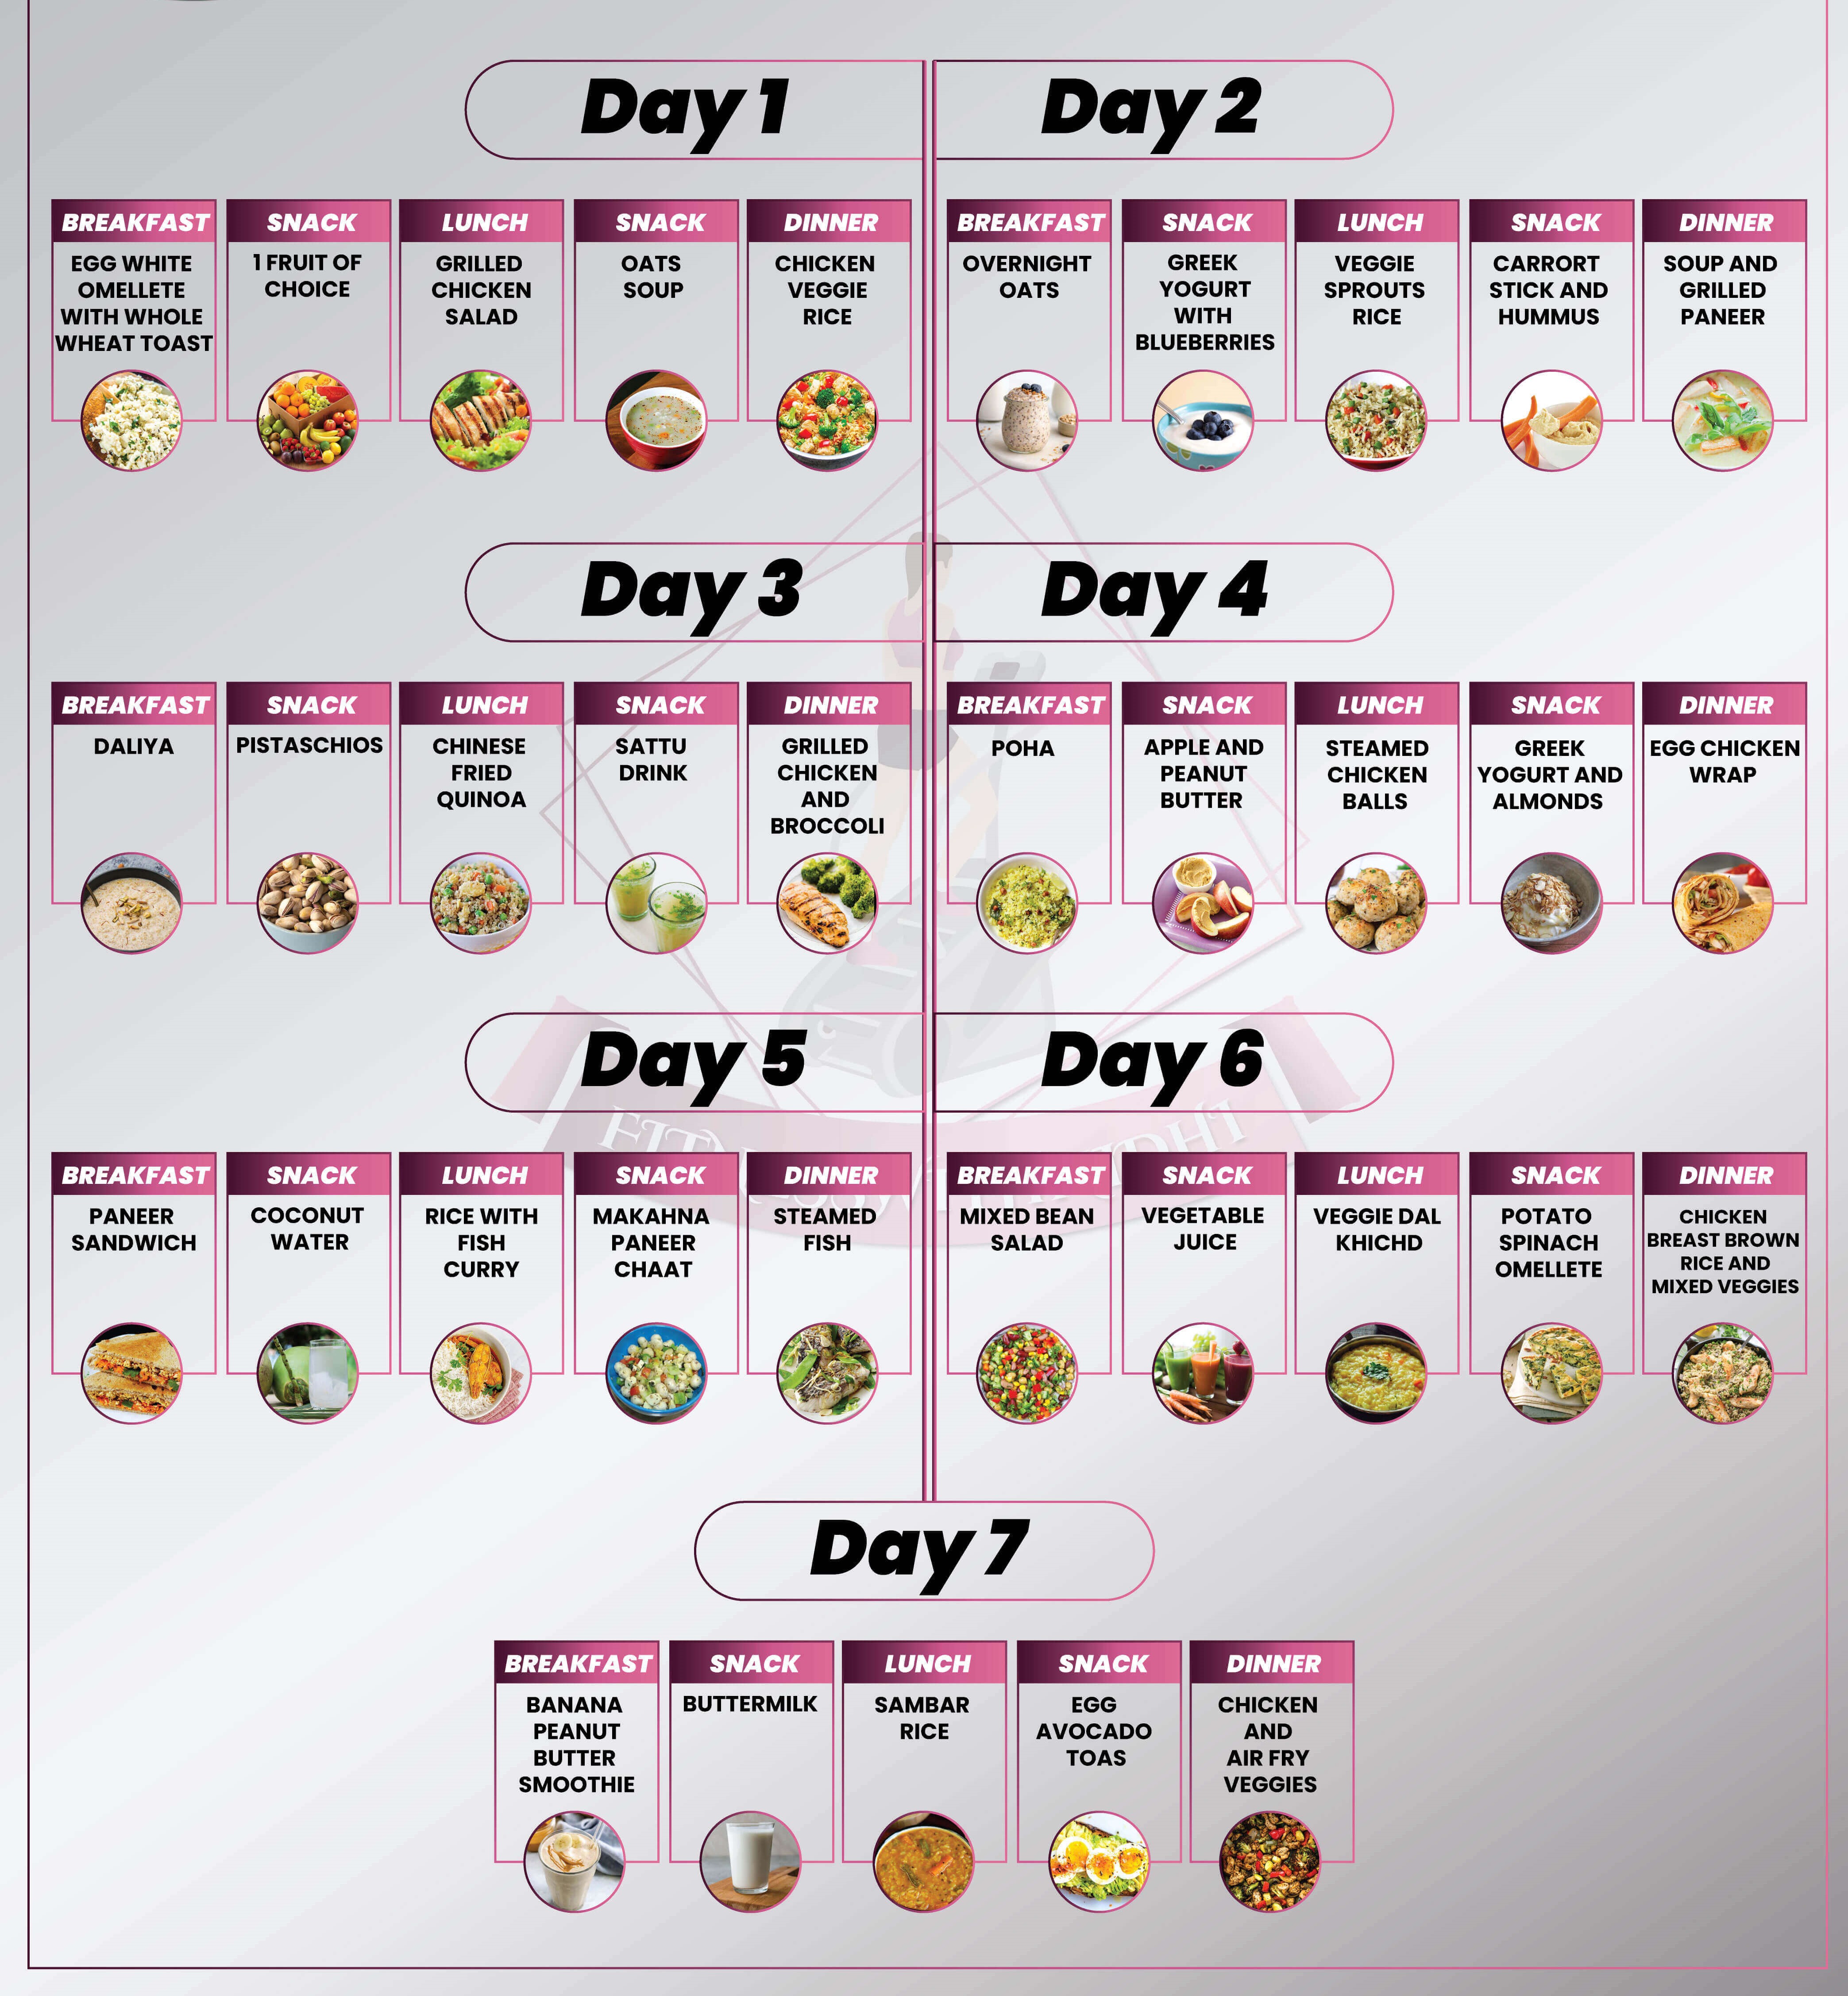 Day 1
BREAKFAST
EGG WHITE
OMELLETE
WITH WHOLE
WHEAT TOAST
SNACK
1 FRUIT OF
CHOICE
LUNCH
GRILLED
CHICKEN
SALAD
SNACK
OATS
SOUP
DINNER
CHICKEN
VEGGIE
RICE
Day 2
BREAKFAST
OVERNIGHT
OATS
SNACK
GREEK
YOGURT
WITH
BLUEBERRIES
LUNCH
VEGGIE
SPROUTS
RICE
SNACK
CARRORT
STICK AND
HUMMUS
DINNER
SOUP AND
GRILLED
PANEER
Day 3
BREAKFAST
DALIYA
SNACK
PISTASCHIOS
LUNCH
CHINESE
FRIED
QUINOA
SNACK
SATTU
DRINK
DINNER
GRILLED
CHICKEN
AND
BROCCOLI
Day 4
BREAKFAST
POHA
SNACK
APPLE AND
PEANUT
BUTTER
LUNCH
STEAMED
CHICKEN
BALLS
SNACK
GREEK
YOGURT AND
ALMONDS
DINNER
EGG CHICKEN
WRAP
Day 5
BREAKFAST
PANEER
SANDWICH
SNACK
COCONUT
WATER
LUNCH
RICE WITH
FISH
CURRY
SNACK
MAKAHNA
PANEER
CHAAT
DINNER
STEAMED
FISH
Day 6
BREAKFAST
MIXED BEAN
SALAD
SNACK
VEGETABLE
JUICE
LUNCH
VEGGIE DAL
KHICHD
SNACK
POTATO
SPINACH
OMELLETE
DINNER
CHICKEN
BREAST BROWN
RICE AND
MIXED VEGGIES
Day 7
BREAKFAST
BANANA
PEANUT
BUTTER
SMOOTHIE
SNACK
BUTTERMILK
LUNCH
SAMBAR
RICE
SNACK
EGG
AVOCADO
TOAS
DINNER
CHICKEN
AND
AIR FRY
VEGGIES